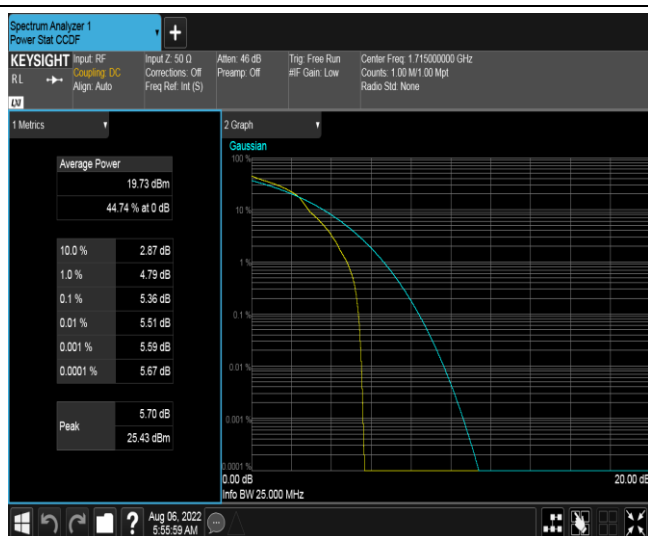 Spectrum Analyzer 1
Power Stat CCDF
+
KEYSIGHT
RL
LXI
Input: RF
Coupling: DC
Align: Auto
Input Z: 50 Ω
Corrections: Off
Freq Ref: Int (S)
Atten: 46 dB
Preamp: Off
Trig: Free Run
#IF Gain: Low
Center Freq: 1.715000000 GHz
Counts: 1.00 M/1.00 Mpt
Radio Std: None
1 Metrics
Average Power
19.73 dBm
44.74 % at 0 dB
10.0 % 2.87 dB
1.0 % 4.79 dB
0.1 % 5.36 dB
0.01 % 5.51 dB
0.001 % 5.59 dB
0.0001 % 5.67 dB
Peak
5.70 dB
25.43 dBm
2 Graph
Gaussian
100 %
10 %
1 %
0.1 %
0.01 %
0.001 %
0.0001 %
0.00 dB
20.00 dB
Info BW 25.000 MHz
?
Aug 06, 2022
5:55:59 AM